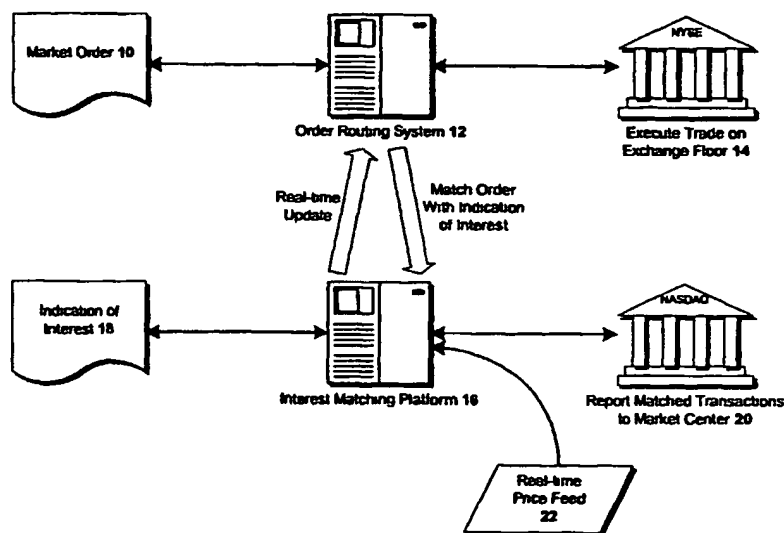 Market Order 10
NYSE
Order Routing System 12
Execute Trade on
Exchange Floor 14
Real-time
Update
Match Order
With Indication
of Interest
Indication of
Interest 18
NASDAQ
Interest Matching Platform 16
Report Matched Transactions
to Market Center 20
Real-time
Price Feed
22